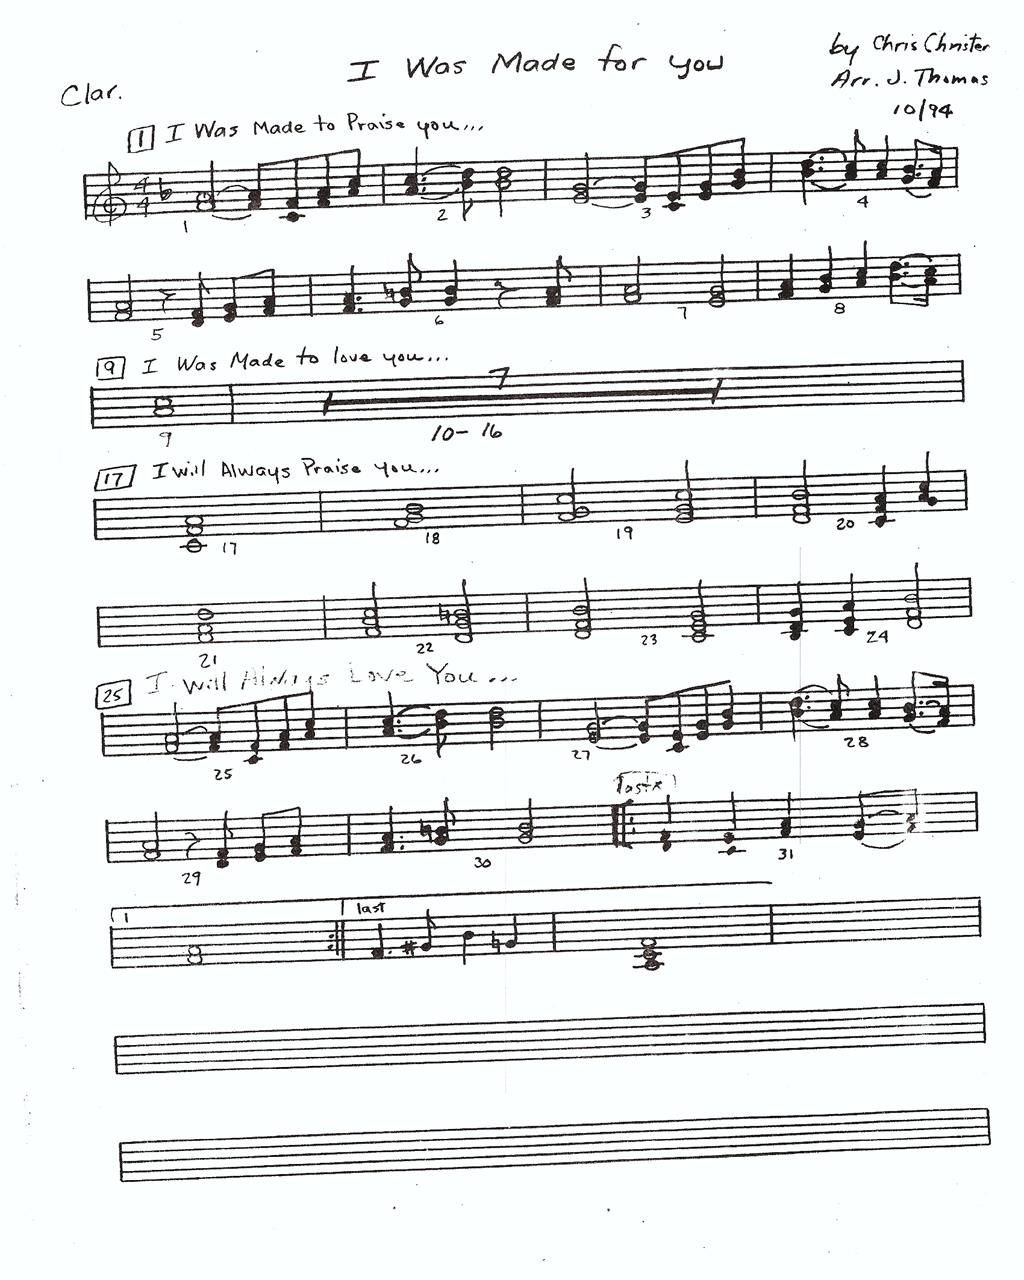 I Was Made for you
by Chris Christer
Arr. J. Thomas
10/94
Clar.
1 I Was Made to Praise you...
4
4
1 2 3 4
5 6 7 8
9 I Was Made to love you...
7
9 10-16
17 I will Always Praise you...
17 18 19 20
21 22 23 24
25 I will Always Love You...
25 26 27 28
last x
29 30 31
1 last